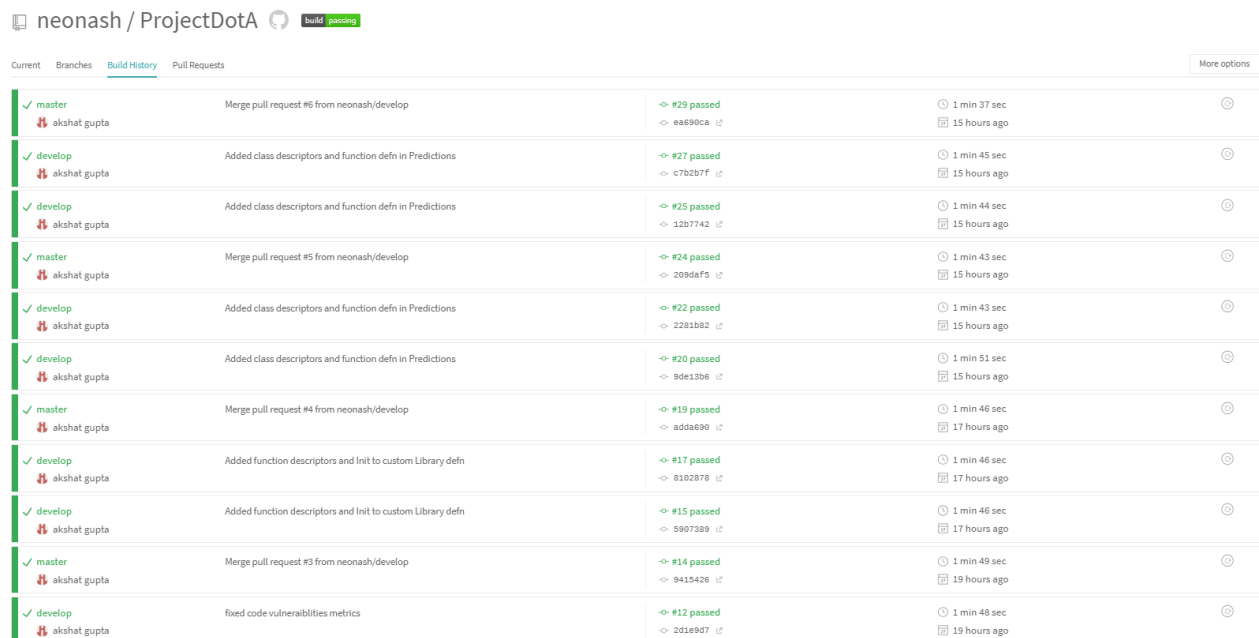 neonash / ProjectDotA build passing
Current Branches Build History Pull Requests More options
master Merge pull request #6 from neonash/develop #29 passed 1 min 37 sec
akshat gupta ea690ca 15 hours ago
develop Added class descriptors and function defn in Predictions #27 passed 1 min 45 sec
akshat gupta c7b2b7f 15 hours ago
develop Added class descriptors and function defn in Predictions #25 passed 1 min 44 sec
akshat gupta 12b7742 15 hours ago
master Merge pull request #5 from neonash/develop #24 passed 1 min 43 sec
akshat gupta 209daf5 15 hours ago
develop Added class descriptors and function defn in Predictions #22 passed 1 min 43 sec
akshat gupta 2281b82 15 hours ago
develop Added class descriptors and function defn in Predictions #20 passed 1 min 51 sec
akshat gupta 9de13b6 15 hours ago
master Merge pull request #4 from neonash/develop #19 passed 1 min 46 sec
akshat gupta adda690 17 hours ago
develop Added function descriptors and Init to custom Library defn #17 passed 1 min 46 sec
akshat gupta 8102878 17 hours ago
develop Added function descriptors and Init to custom Library defn #15 passed 1 min 46 sec
akshat gupta 5907389 17 hours ago
master Merge pull request #3 from neonash/develop #14 passed 1 min 49 sec
akshat gupta 9415426 19 hours ago
develop fixed code vulneraiblities metrics #12 passed 1 min 48 sec
akshat gupta 2d1e9d7 19 hours ago